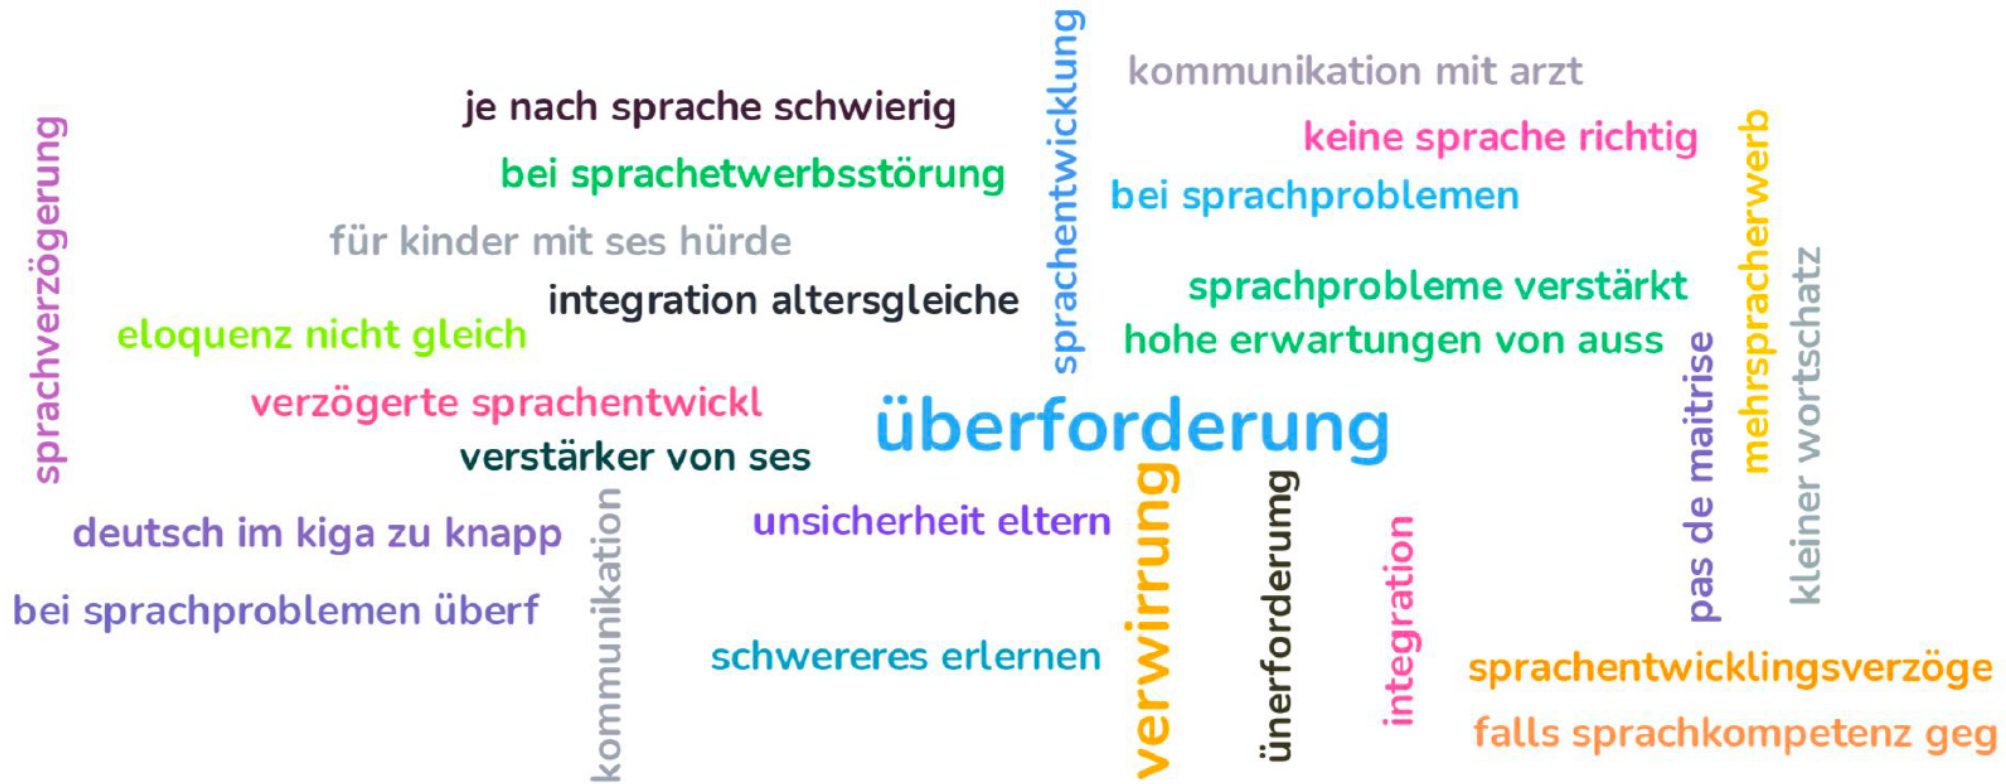 sprachentwicklung
kommunikation mit arzt
je nach sprache schwierig
keine sprache richtig
sprachverzögerung
mehrspracherwerb
bei sprachetwerbsstörung
bei sprachproblemen
für kinder mit ses hürde
kleiner wortschatz
sprachprobleme verstärkt
integration altersgleiche
eloquenz nicht gleich
hohe erwartungen von auss
pas de maitrise
verzögerte sprachentwickl
überforderung
verstärker von ses
verwirrung
ünerforderumg
kommunikation
unsicherheit eltern
integration
deutsch im kiga zu knapp
bei sprachproblemen überf
schwereres erlernen
sprachentwicklingsverzöge
falls sprachkompetenz geg